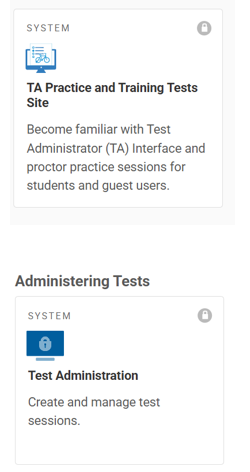 SYSTEM
TA Practice and Training Tests
Site
Become familiar with Test
Administrator (TA) Interface and
proctor practice sessions for
students and guest users.
Administering Tests
SYSTEM
Test Administration
Create and manage test
sessions.